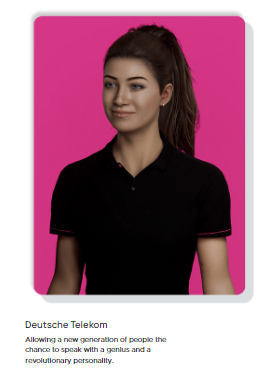 Deutsche Telekom
Allowing a new generation of people the
chance to speak with a genius and a
revolutionary personality.